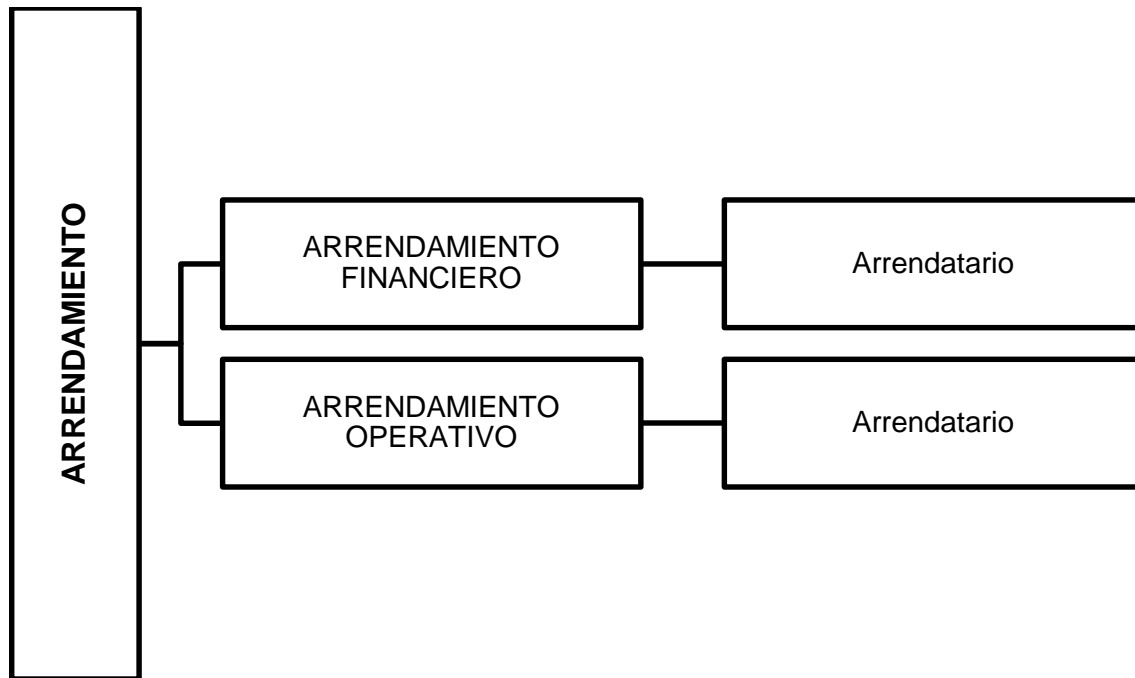 ARRENDAMIENTO
ARRENDAMIENTO
FINANCIERO
Arrendatario
ARRENDAMIENTO
OPERATIVO
Arrendatario